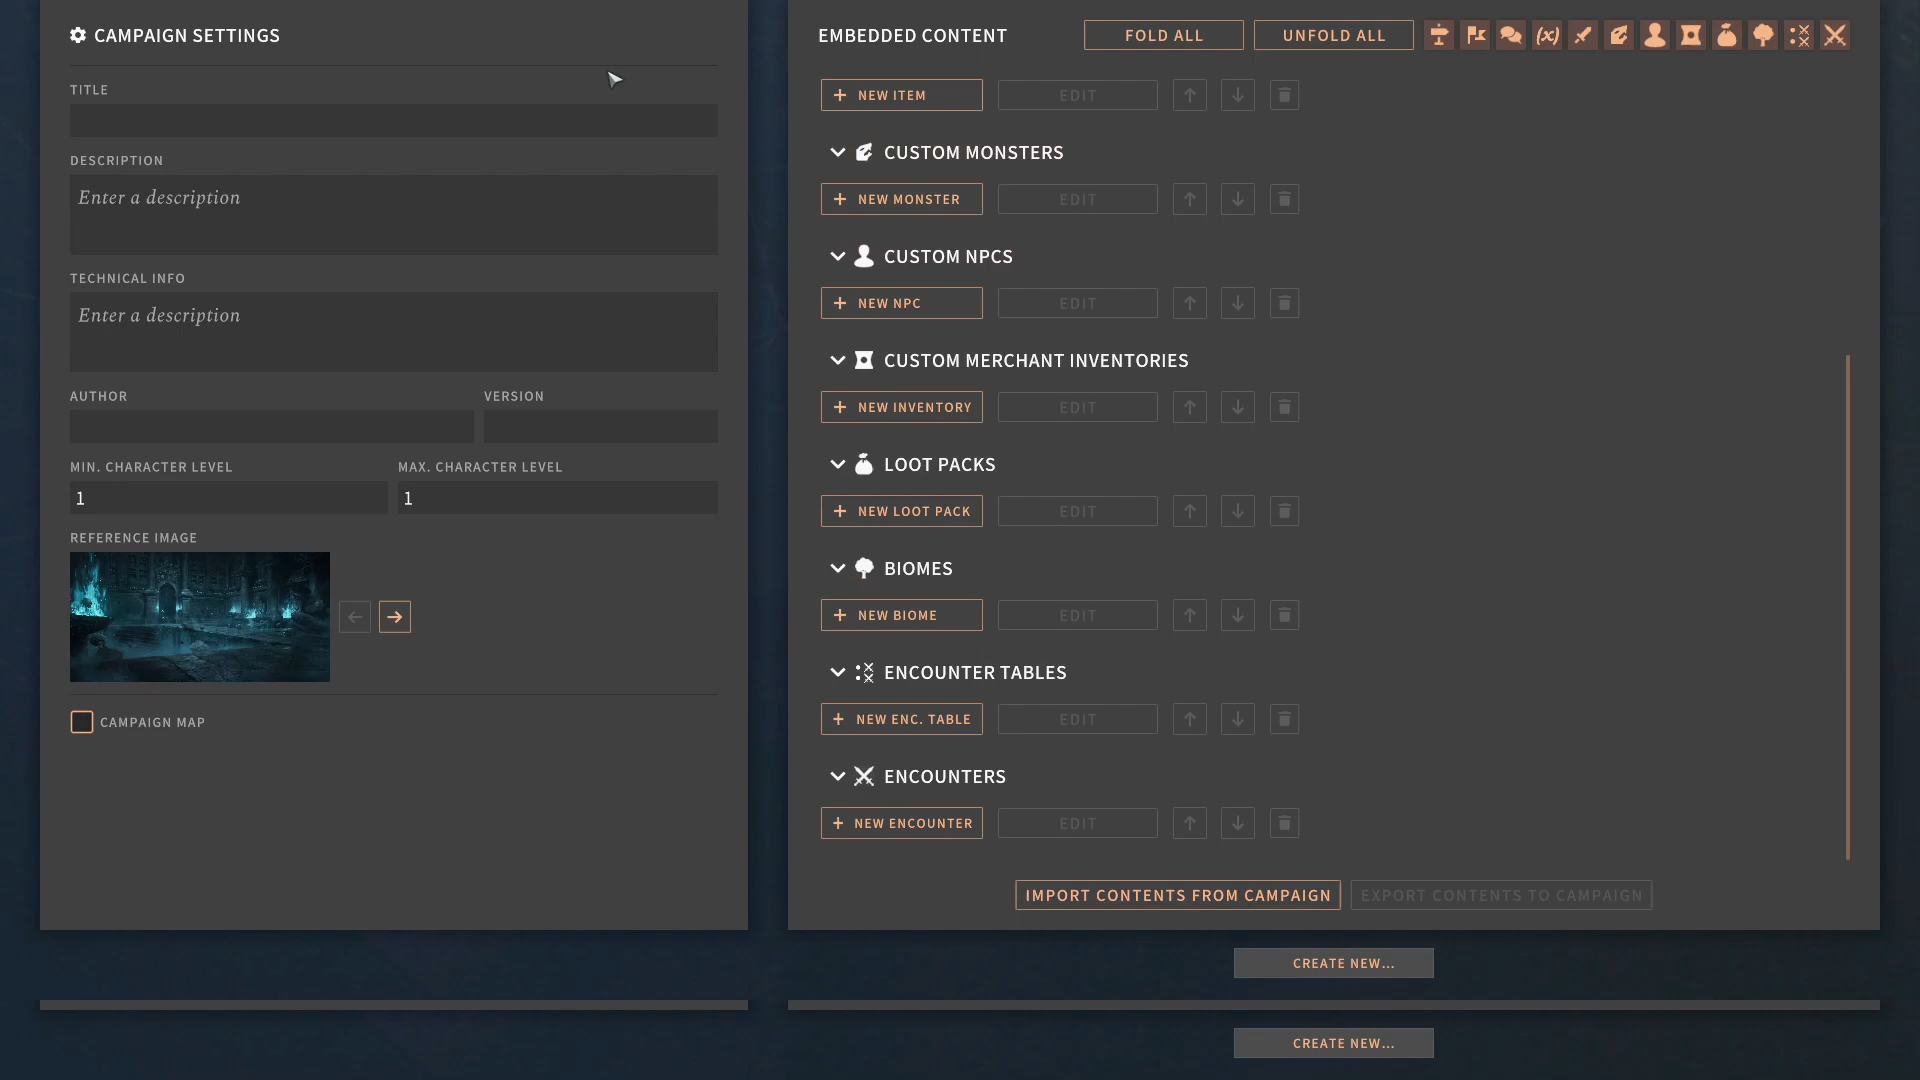 CAMPAIGN SETTINGS
TITLE
DESCRIPTION
Enter a description
TECHNICAL INFO
Enter a description
AUTHOR VERSION
MIN. CHARACTER LEVEL MAX. CHARACTER LEVEL
1 1
REFERENCE IMAGE
CAMPAIGN MAP
EMBEDDED CONTENT FOLD ALL UNFOLD ALL (x)
+ NEW ITEM EDIT
CUSTOM MONSTERS
+ NEW MONSTER EDIT
CUSTOM NPCS
+ NEW NPC EDIT
CUSTOM MERCHANT INVENTORIES
+ NEW INVENTORY EDIT
LOOT PACKS
+ NEW LOOT PACK EDIT
BIOMES
+ NEW BIOME EDIT
ENCOUNTER TABLES
+ NEW ENC. TABLE EDIT
ENCOUNTERS
+ NEW ENCOUNTER EDIT
IMPORT CONTENTS FROM CAMPAIGN EXPORT CONTENTS TO CAMPAIGN
CREATE NEW...
CREATE NEW...